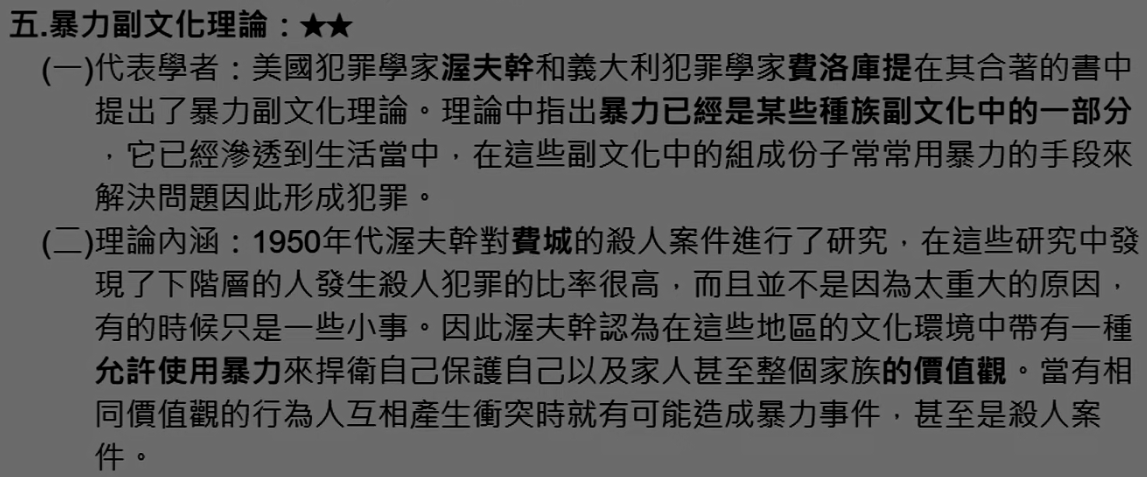 五.暴力副文化理論：★★
(一)代表學者：美國犯罪學家渥夫幹和義大利犯罪學家費洛庫提在其合著的書中
提出了暴力副文化理論。理論中指出暴力已經是某些種族副文化中的一部分
，它已經滲透到生活當中，在這些副文化中的組成份子常常用暴力的手段來
解決問題因此形成犯罪。
(二)理論內涵：1950年代渥夫幹對費城的殺人案件進行了研究，在這些研究中發
現了下階層的人發生殺人犯罪的比率很高，而且並不是因為太重大的原因，
有的時候只是一些小事。因此渥夫幹認為在這些地區的文化環境中帶有一種
允許使用暴力來捍衛自己保護自己以及家人甚至整個家族的價值觀。當有相
同價值觀的行為人互相產生衝突時就有可能造成暴力事件，甚至是殺人案
件。